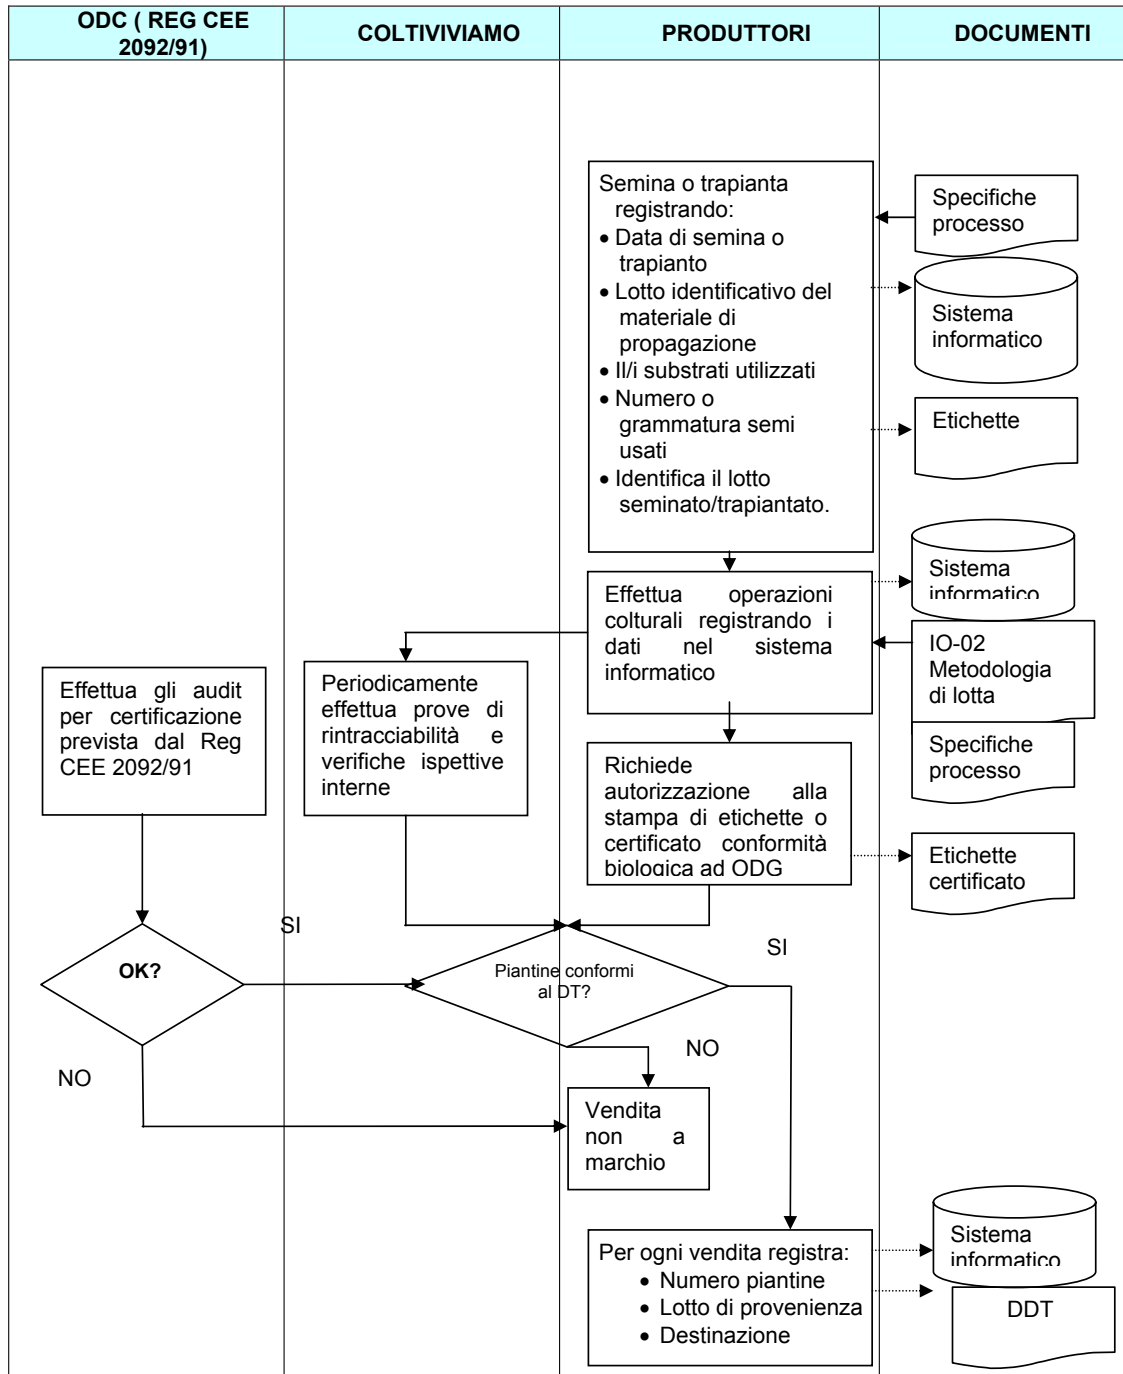 ODC ( REG CEE
2092/91)
COLTIVIVIAMO
PRODUTTORI
DOCUMENTI
Semina o trapianta
registrando:
• Data di semina o
trapianto
• Lotto identificativo del
materiale di
propagazione
• Il/i substrati utilizzati
• Numero o
grammatura semi
usati
• Identifica il lotto
seminato/trapiantato.
Specifiche
processo
Sistema
informatico
Etichette
Effettua operazioni
colturali registrando i
dati nel sistema
informatico
Sistema
informatico
IO-02
Metodologia
di lotta
Specifiche
processo
Effettua gli audit
per certificazione
prevista dal Reg
CEE 2092/91
Periodicamente
effettua prove di
rintracciabilità e
verifiche ispettive
interne
Richiede
autorizzazione alla
stampa di etichette o
certificato conformità
biologica ad ODG
Etichette
certificato
SI
OK?
Piantine conformi
al DT?
SI
NO
NO
Vendita
non a
marchio
Per ogni vendita registra:
• Numero piantine
• Lotto di provenienza
• Destinazione
Sistema
informatico
DDT